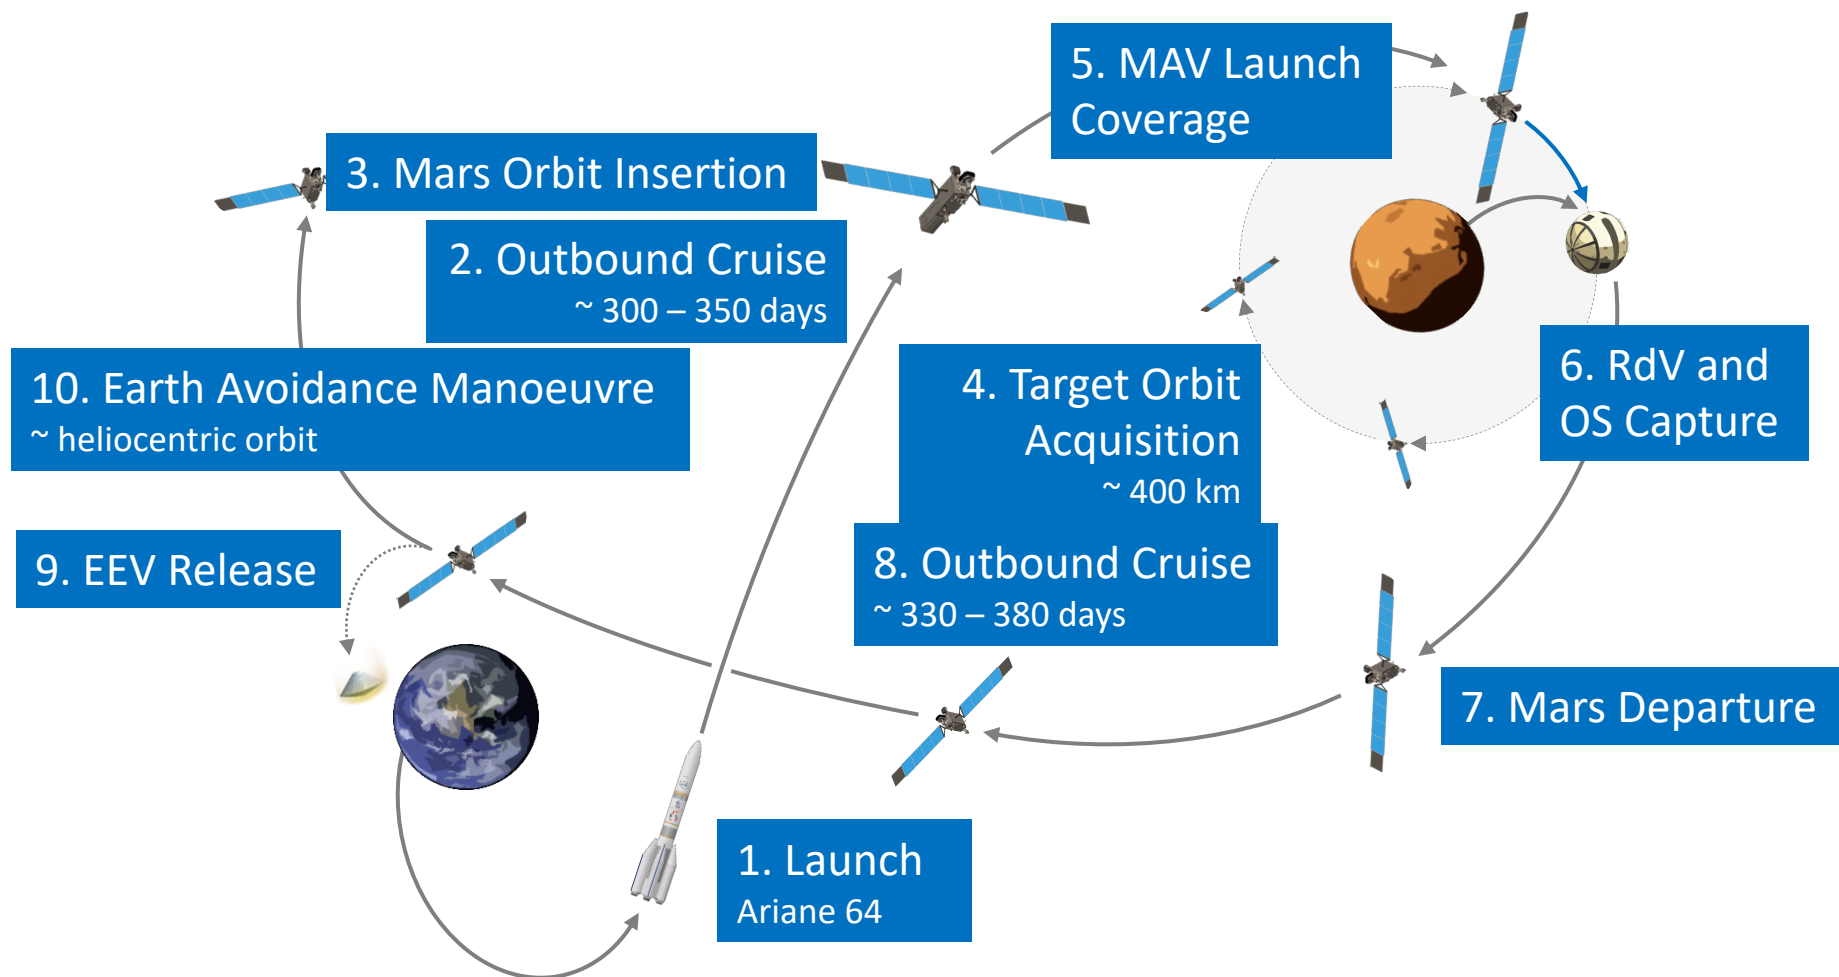 5. MAV Launch
Coverage
3. Mars Orbit Insertion
2. Outbound Cruise
~ 300 – 350 days
10. Earth Avoidance Manoeuvre
~ heliocentric orbit
4. Target Orbit
Acquisition
~ 400 km
6. RdV and
OS Capture
9. EEV Release
8. Outbound Cruise
~ 330 – 380 days
7. Mars Departure
1. Launch
Ariane 64